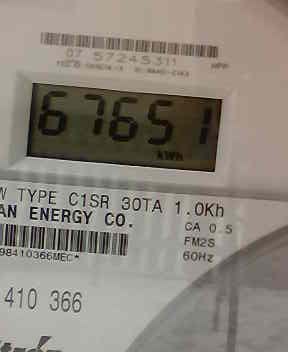 07 57245311
67651
kWh
TYPE C1SR 30TA 1.0Kh
AN ENERGY CO.
CA 0.5
FM2S
60Hz
98410366MEC*
410 366